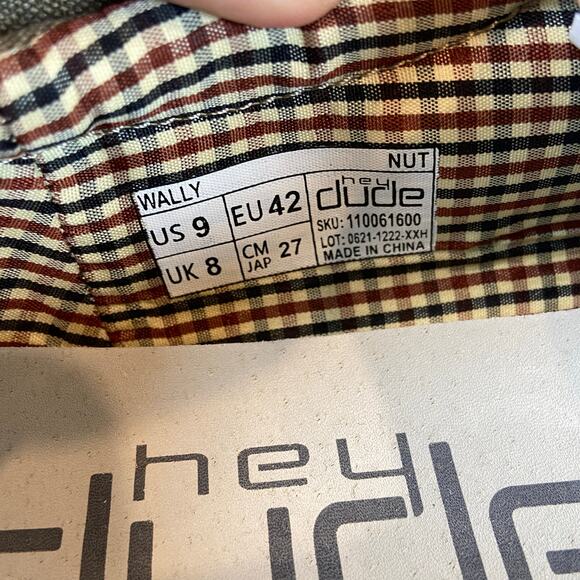 WALLY NUT
US 9 EU 42 hey dude
SKU: 110061600
UK 8 CM JAP 27 LOT: 0621-1222-XXH
MADE IN CHINA
hey
dude